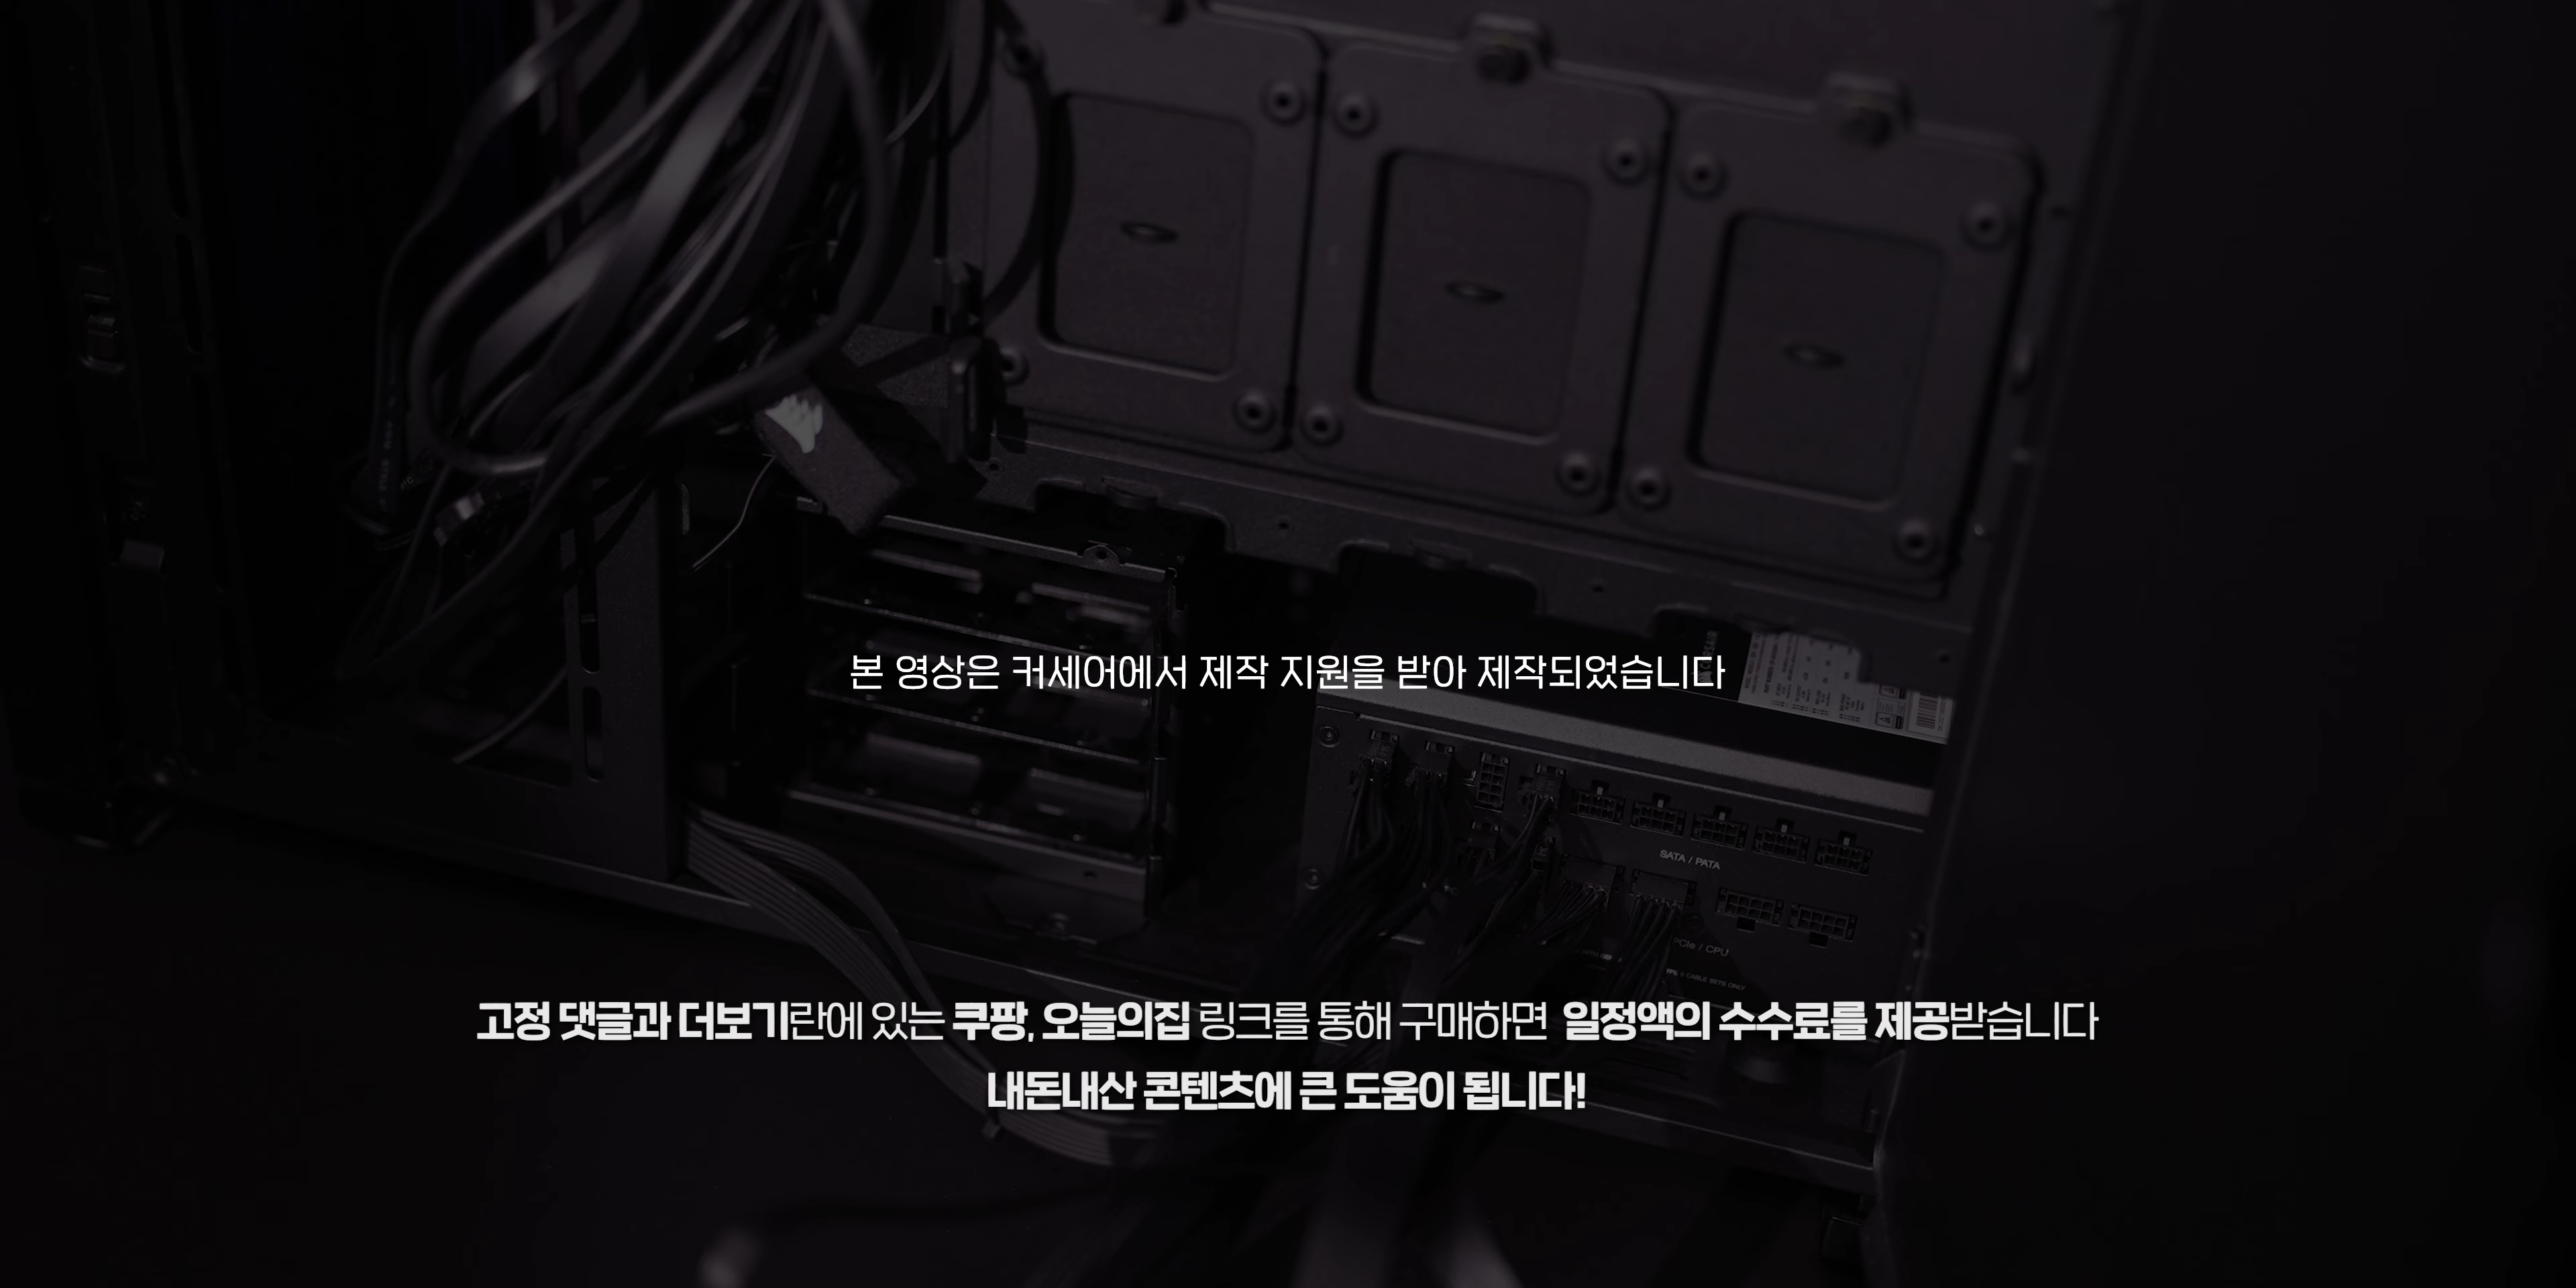 본 영상은 커세어에서 제작 지원을 받아 제작되었습니다
SATA / PATA
PCIe / CPU
CABLE SETS ONLY
고정 댓글과 더보기란에 있는 쿠팡, 오늘의집 링크를 통해 구매하면 일정액의 수수료를 제공받습니다
내돈내산 콘텐츠에 큰 도움이 됩니다!